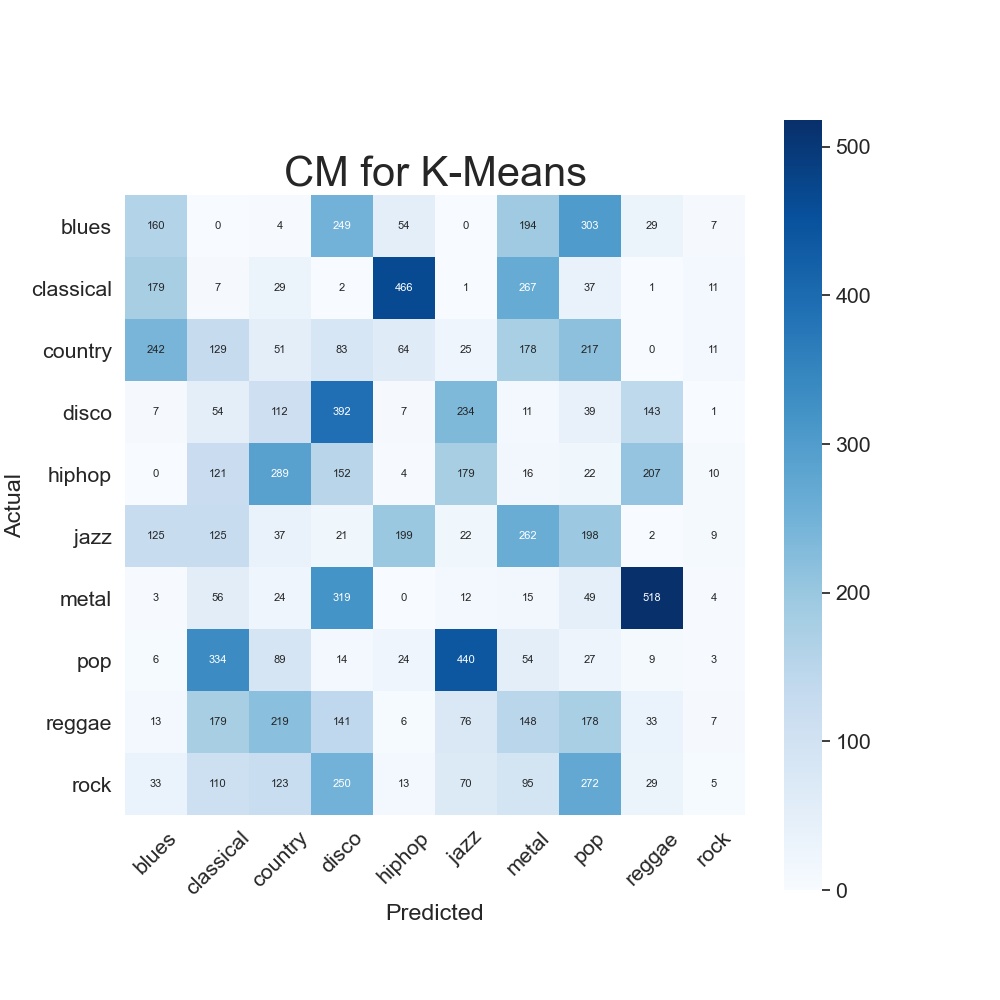 CM for K-Means
500
400
300
200
100
0
Actual
blues 160 0 4 249 54 0 194 303 29 7
classical 179 7 29 2 466 1 267 37 1 11
country 242 129 51 83 64 25 178 217 0 11
disco 7 54 112 392 7 234 11 39 143 1
hiphop 0 121 289 152 4 179 16 22 207 10
jazz 125 125 37 21 199 22 262 198 2 9
metal 3 56 24 319 0 12 15 49 518 4
pop 6 334 89 14 24 440 54 27 9 3
reggae 13 179 219 141 6 76 148 178 33 7
rock 33 110 123 250 13 70 95 272 29 5
blues classical country disco hiphop jazz metal pop reggae rock
Predicted